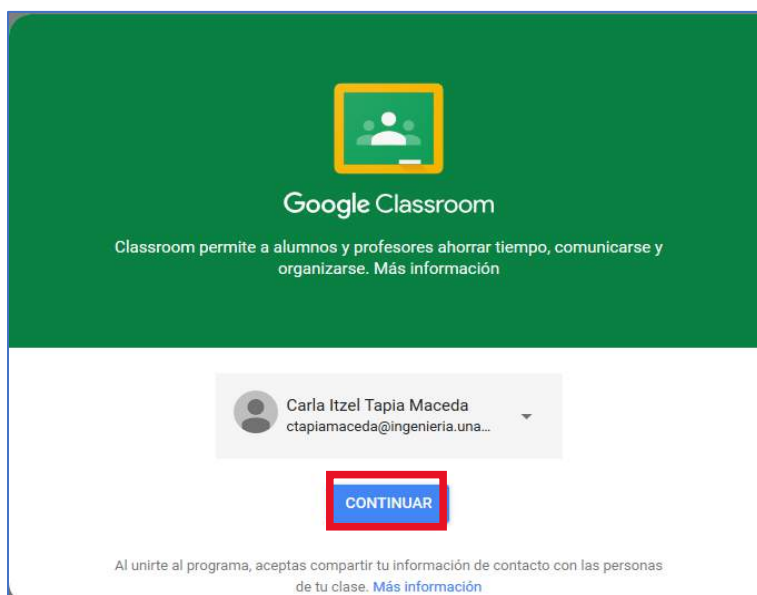 Google Classroom
Classroom permite a alumnos y profesores ahorrar tiempo, comunicarse y
organizarse. Más información
Carla Itzel Tapia Maceda
ctapiamaceda@ingenieria.una...
CONTINUAR
Al unirte al programa, aceptas compartir tu información de contacto con las personas
de tu clase. Más información